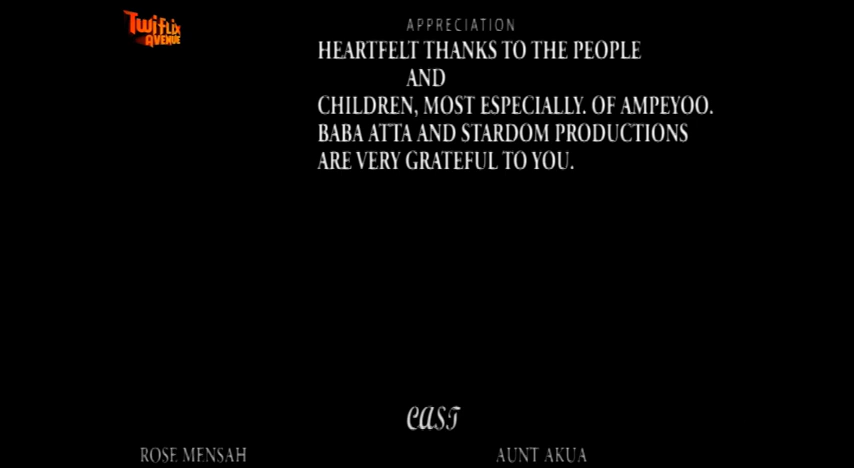 Twiflix
AVENUE
APPRECIATION
HEARTFELT THANKS TO THE PEOPLE
AND
CHILDREN, MOST ESPECIALLY. OF AMPEYOO.
BABA ATTA AND STARDOM PRODUCTIONS
ARE VERY GRATEFUL TO YOU.
CAST
ROSE MENSAH AUNT AKUA